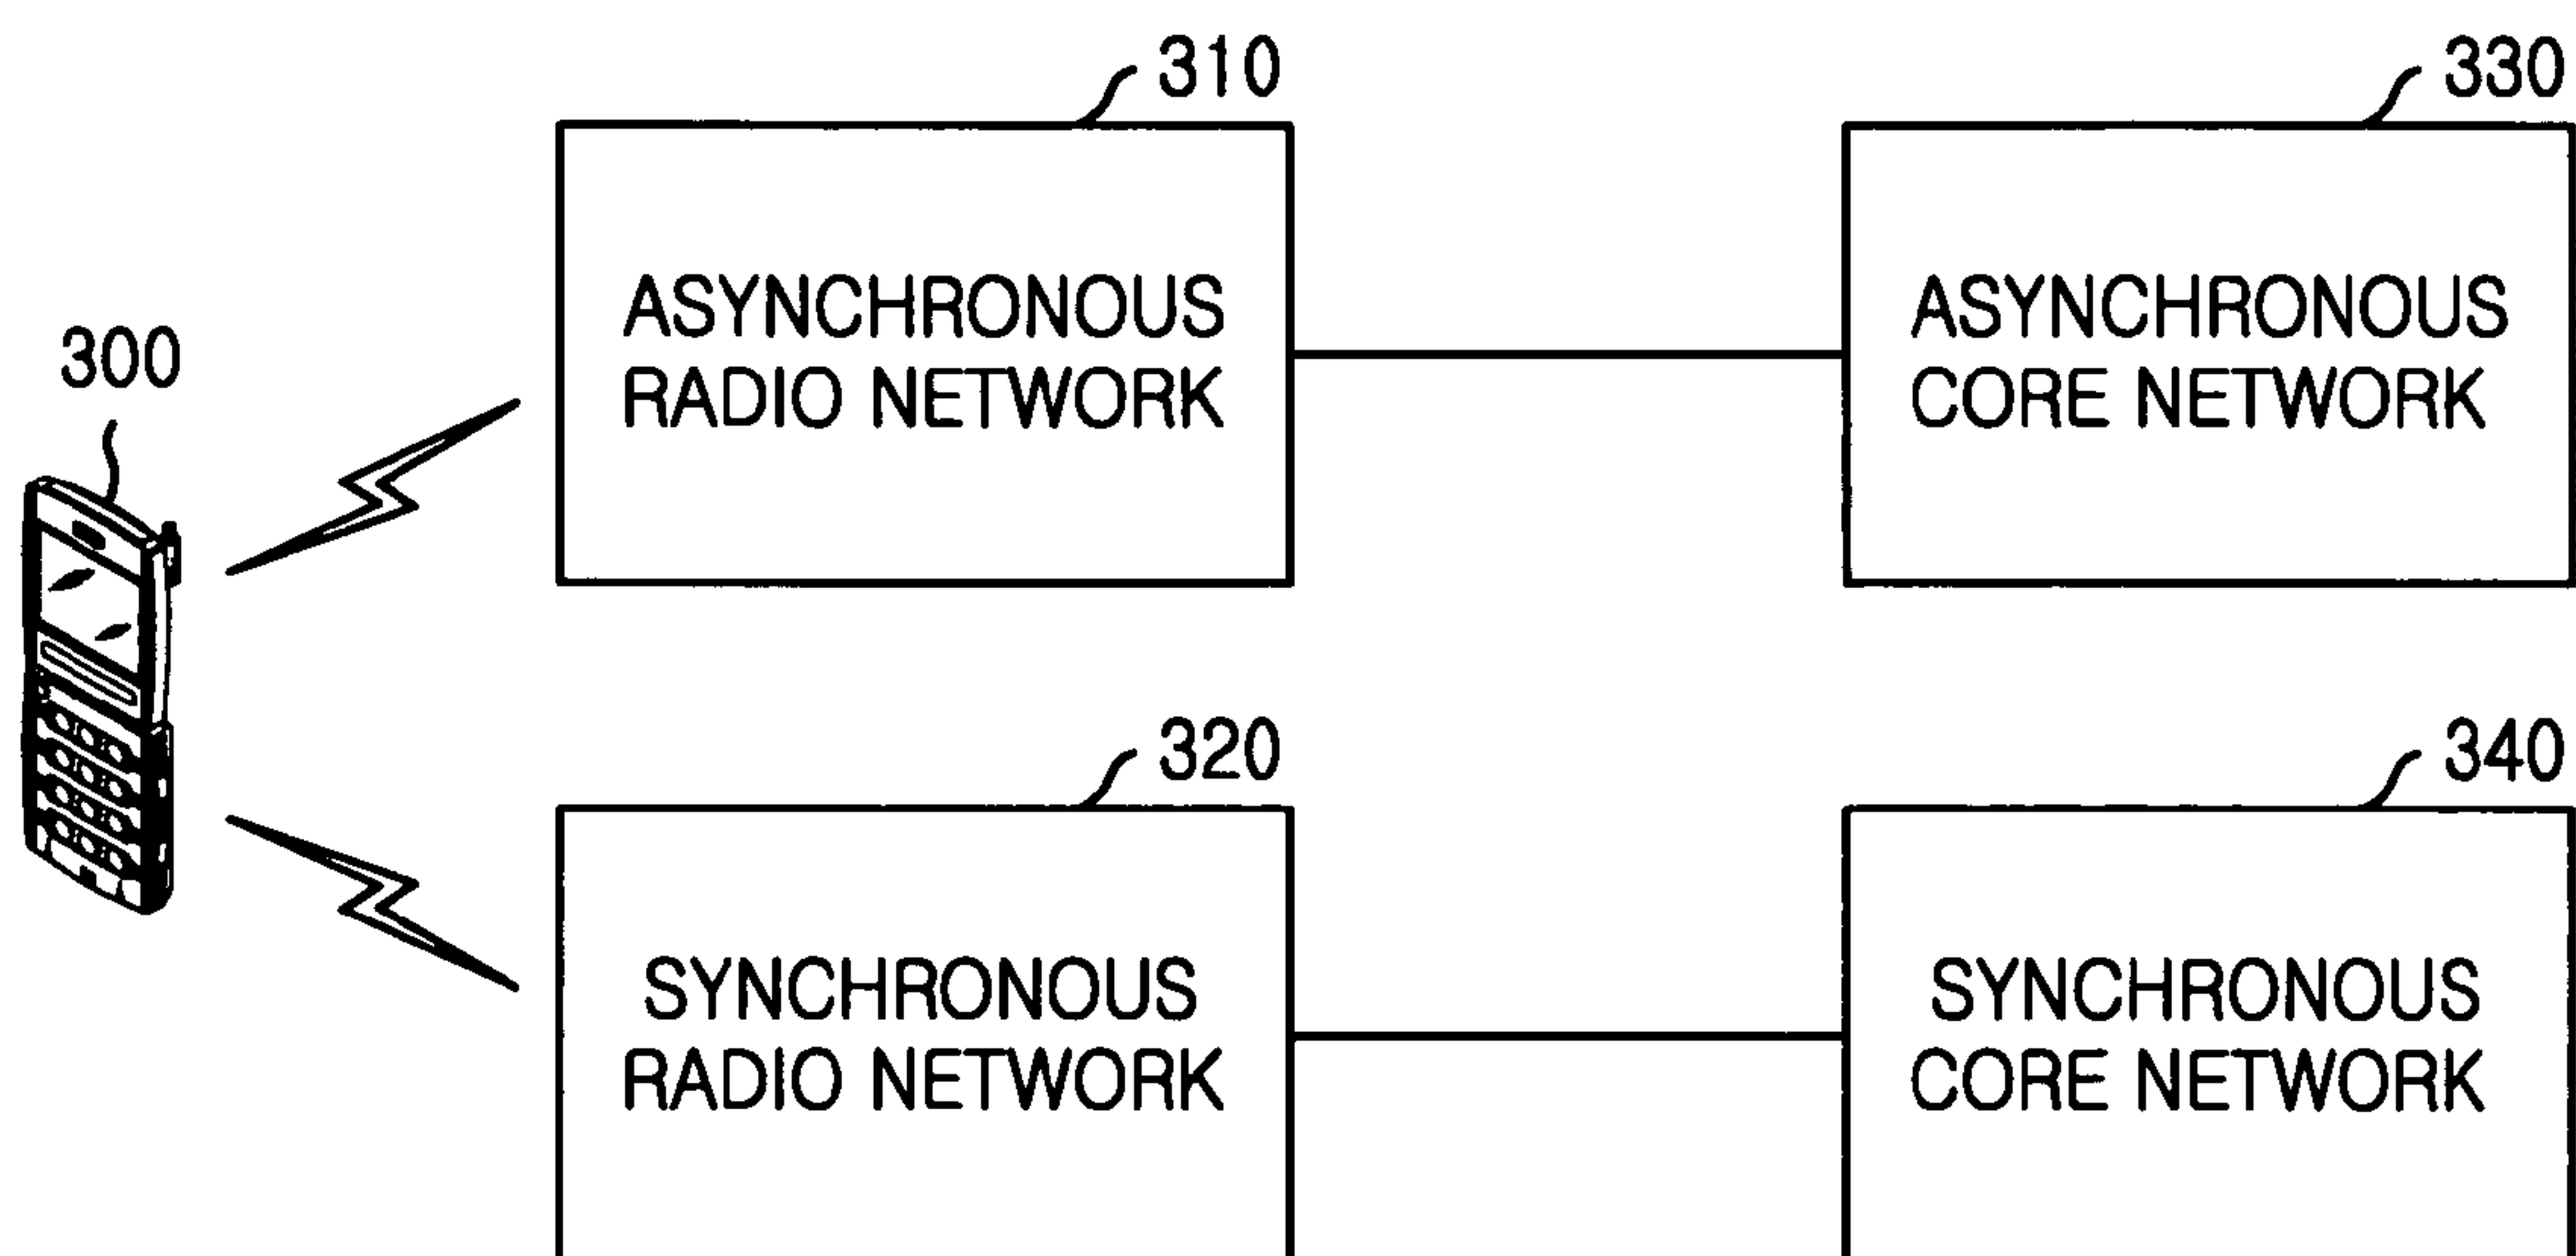 310
330
ASYNCHRONOUS
RADIO NETWORK
ASYNCHRONOUS
CORE NETWORK
300
320
340
SYNCHRONOUS
RADIO NETWORK
SYNCHRONOUS
CORE NETWORK